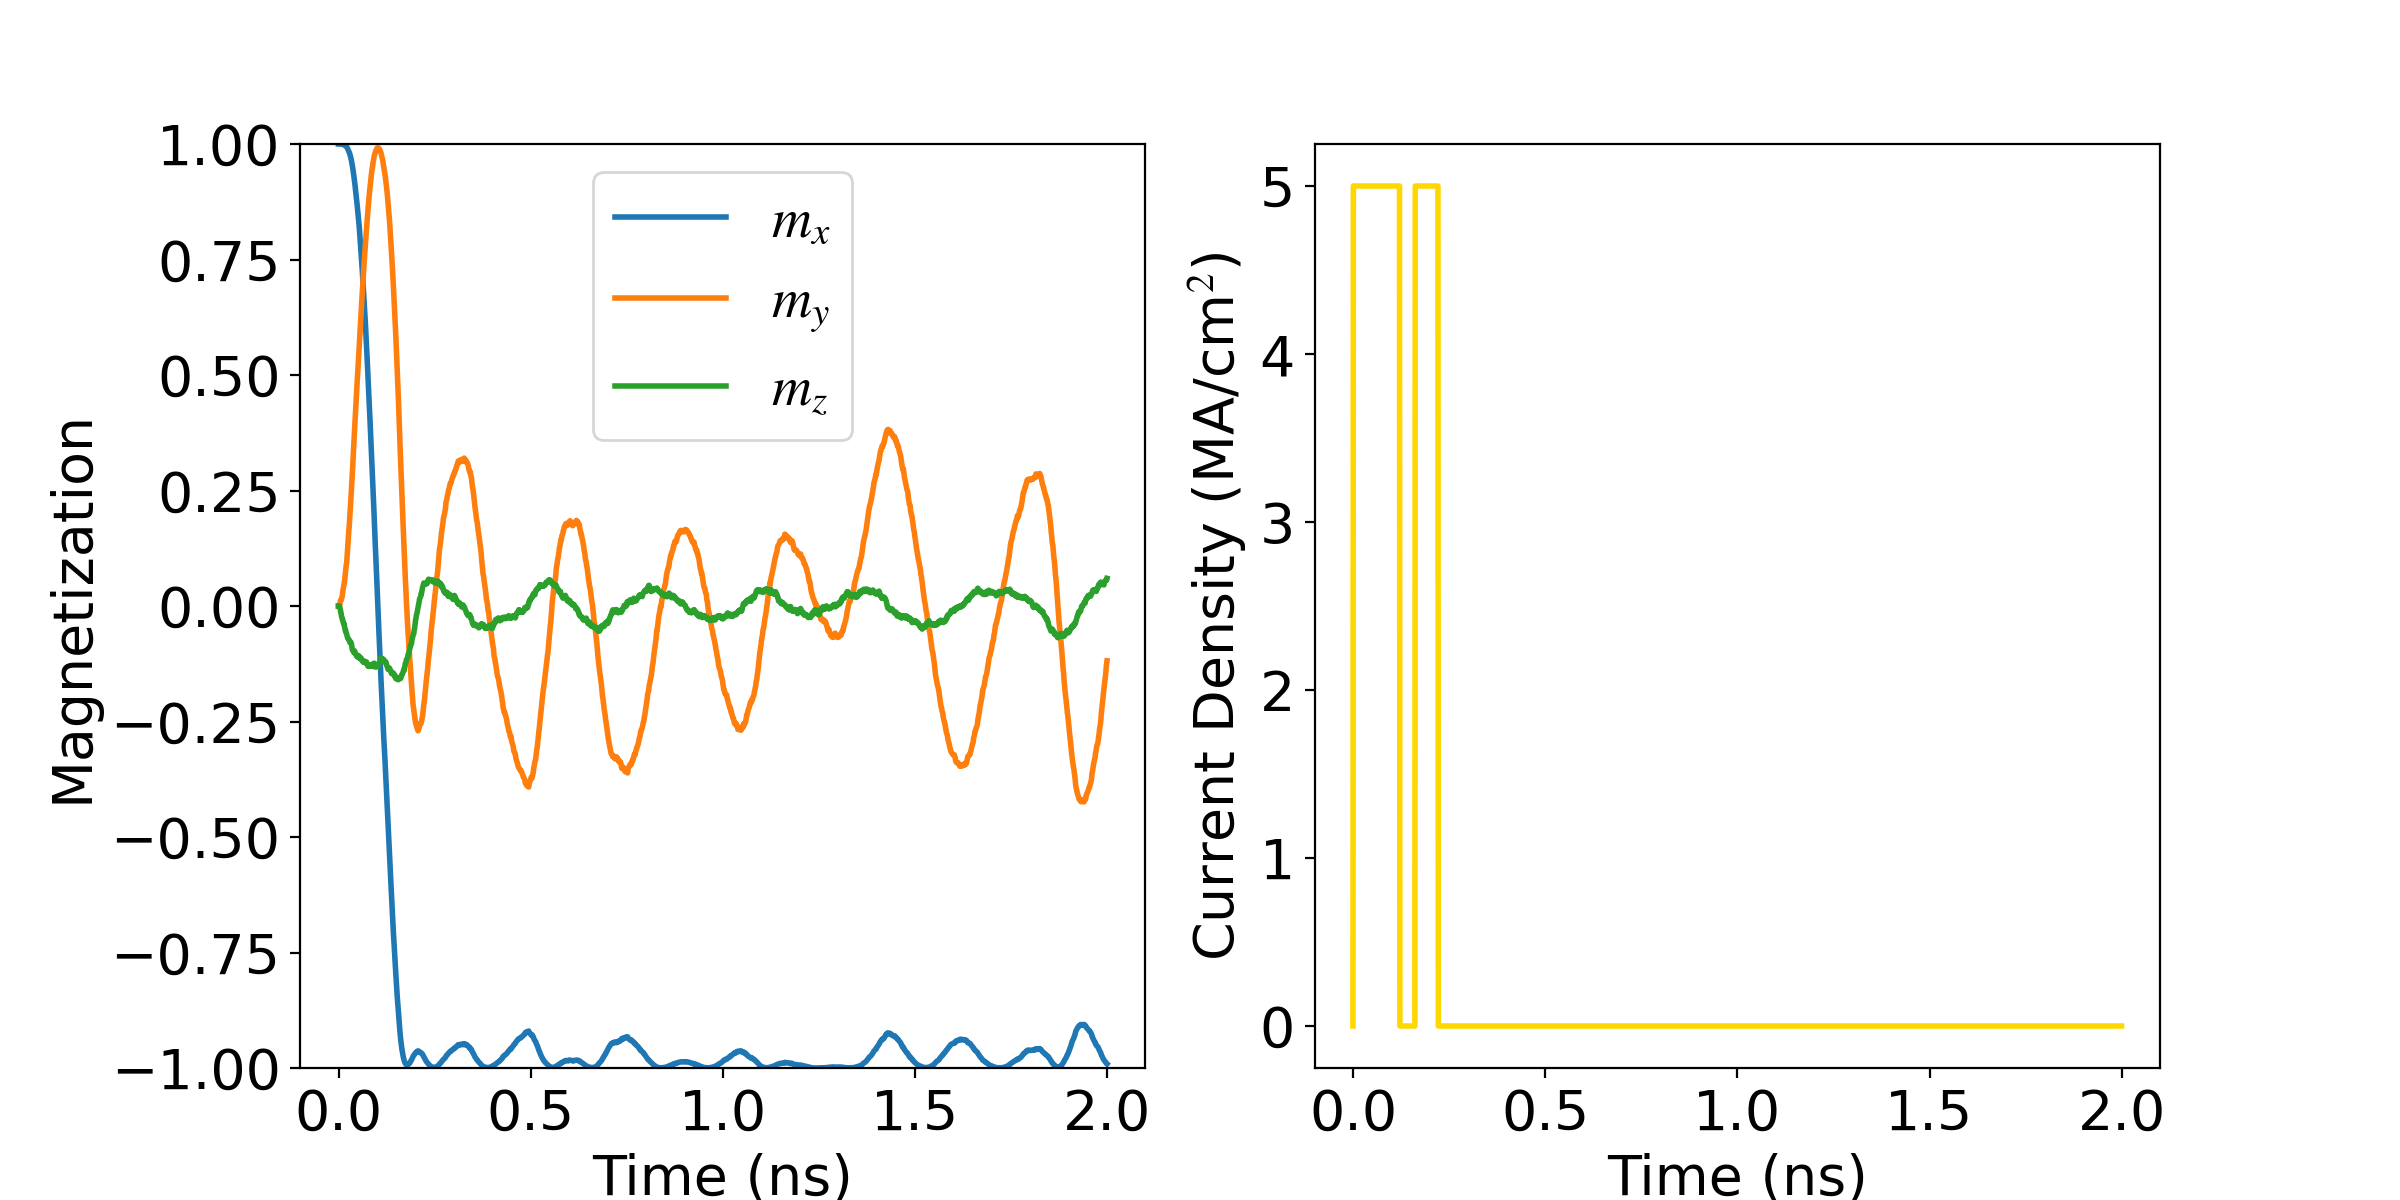 1.00
0.75
0.50
0.25
0.00
−0.25
−0.50
−0.75
−1.00
Magnetization
0.0 0.5 1.0 1.5 2.0
Time (ns)
m_x
m_y
m_z
5
4
3
2
1
0
Current Density (MA/cm²)
0.0 0.5 1.0 1.5 2.0
Time (ns)